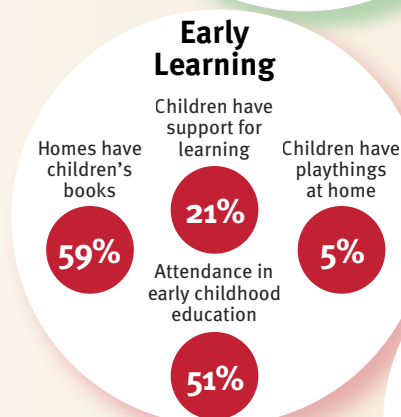 Early
Learning
Children have
support for
learning
21%
Homes have
children's
books
59%
Children have
playthings
at home
5%
Attendance in
early childhood
education
51%